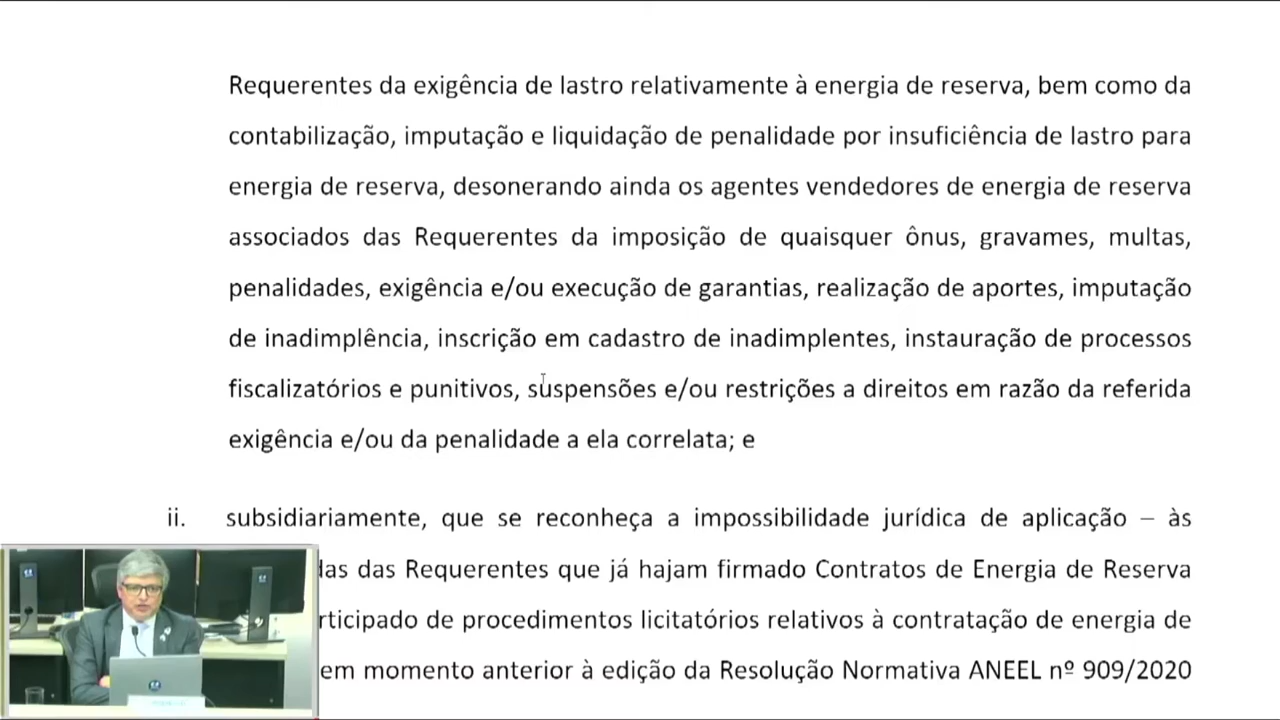 Requerentes da exigência de lastro relativamente à energia de reserva, bem como da
contabilização, imputação e liquidação de penalidade por insuficiência de lastro para
energia de reserva, desonerando ainda os agentes vendedores de energia de reserva
associados das Requerentes da imposição de quaisquer ônus, gravames, multas,
penalidades, exigência e/ou execução de garantias, realização de aportes, imputação
de inadimplência, inscrição em cadastro de inadimplentes, instauração de processos
fiscalizatórios e punitivos, suspensões e/ou restrições a direitos em razão da referida
exigência e/ou da penalidade a ela correlata; e
ii. subsidiariamente, que se reconheça a impossibilidade jurídica de aplicação – às
das Requerentes que já hajam firmado Contratos de Energia de Reserva
de procedimentos licitatórios relativos à contratação de energia de
em momento anterior à edição da Resolução Normativa ANEEL nº 909/2020